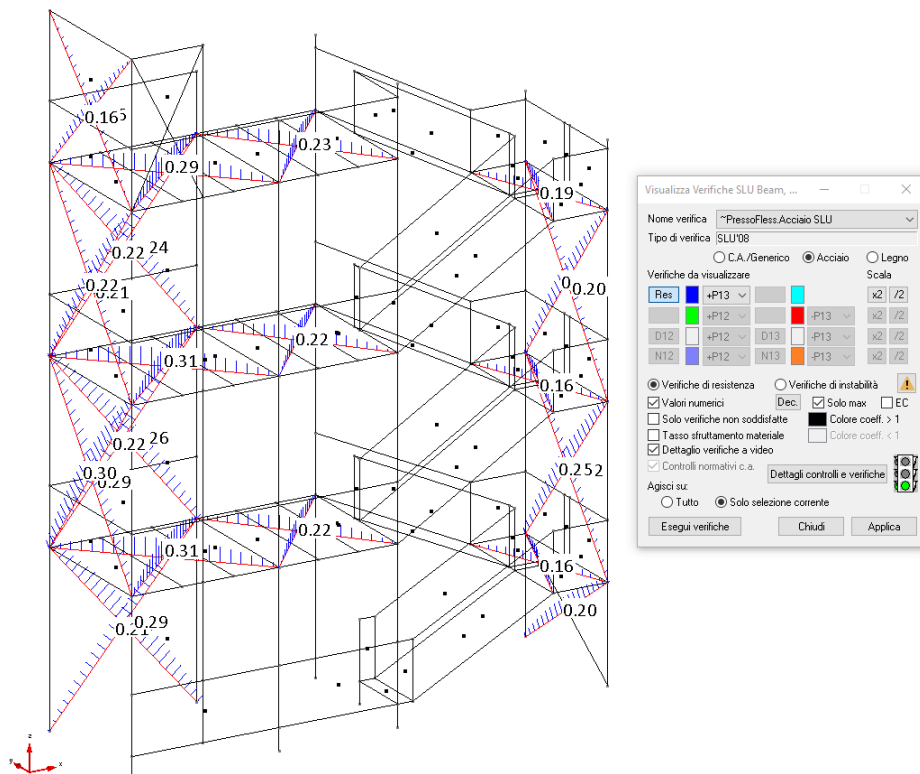 0.16
0.29
0.23
0.19
0.22 24
0.22
0.21
0.20
0.31
0.22
0.16
0.22 26
0.30
0.29
0.252
0.31
0.22
0.16
0.29
0.20
z
y
x
Visualizza Verifiche SLU Beam, ...
Nome verifica ~PressoFless.Acciaio SLU
Tipo di verifica SLU'08
C.A./Generico Acciaio Legno
Verifiche da visualizzare Scala
Res +P13 x2 /2
+P12 -P13 x2 /2
D12 +P12 D13 -P13 x2 /2
N12 +P12 N13 -P13 x2 /2
Verifiche di resistenza Verifiche di instabilità
Valori numerici Dec. Solo max EC
Solo verifiche non soddisfatte Colore coeff. > 1
Tasso sfruttamento materiale Colore coeff. < 1
Dettaglio verifiche a video
Controlli normativi c.a. Dettagli controlli e verifiche
Agisci su:
Tutto Solo selezione corrente
Esegui verifiche Chiudi Applica